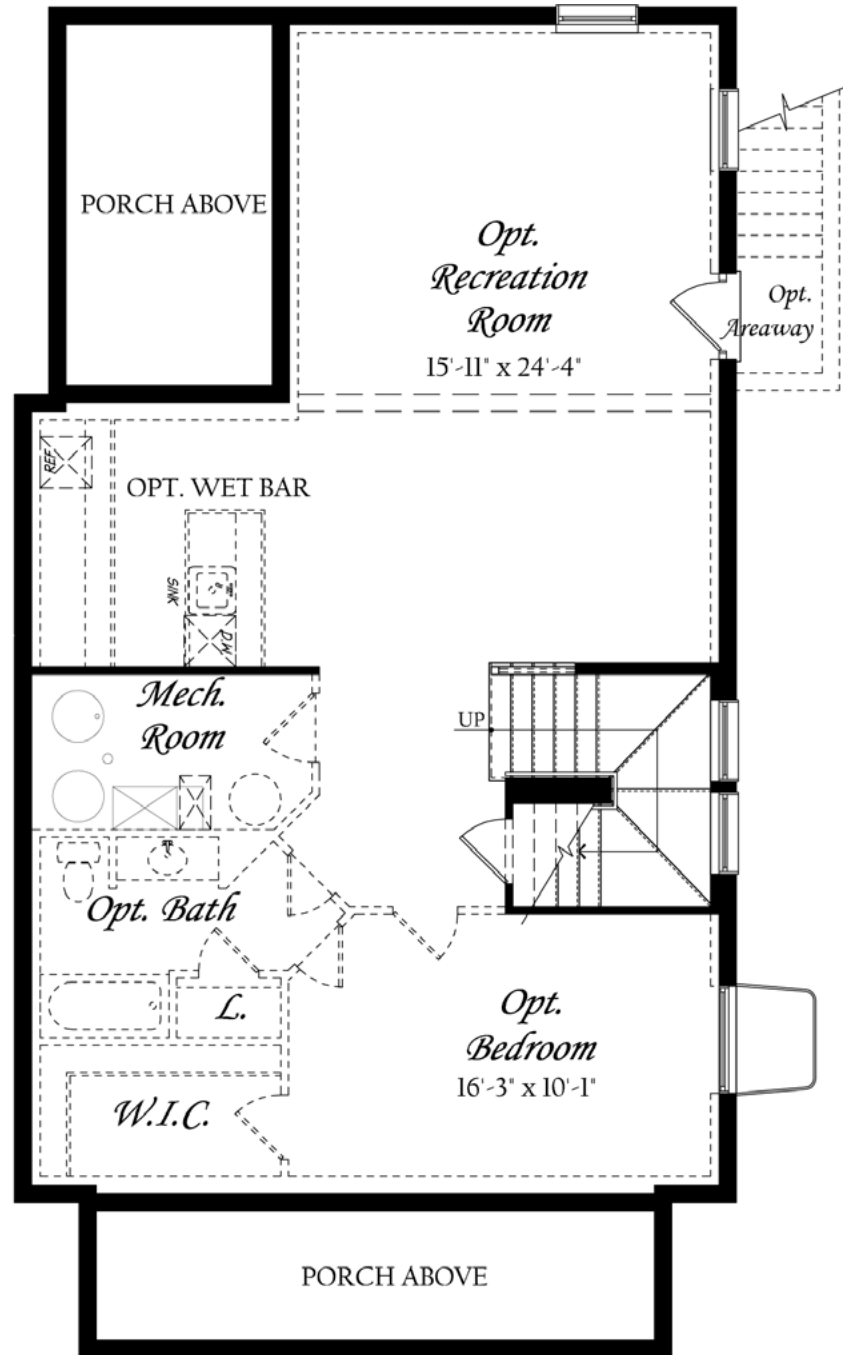 PORCH ABOVE
Opt.
Recreation
Room
15'-11" x 24'-4"
Opt.
Areaway
REF
OPT. WET BAR
SINK
D.W
Mech.
Room
UP
Opt. Bath
L.
Opt.
Bedroom
16'-3" x 10'-1"
W.I.C.
PORCH ABOVE